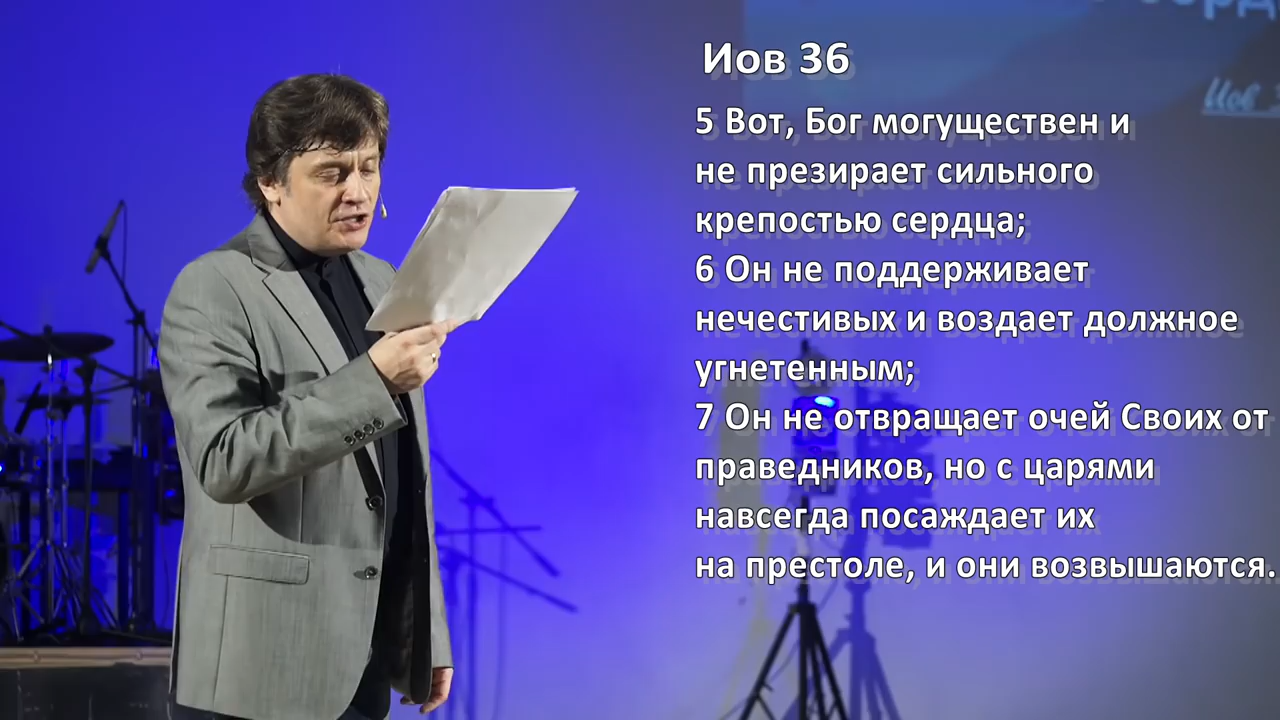 Иов 36
5 Вот, Бог могуществен и
не презирает сильного
крепостью сердца;
6 Он не поддерживает
нечестивых и воздает должное
угнетенным;
7 Он не отвращает очей Своих от
праведников, но с царями
навсегда посаждает их
на престоле, и они возвышаются.
Иов